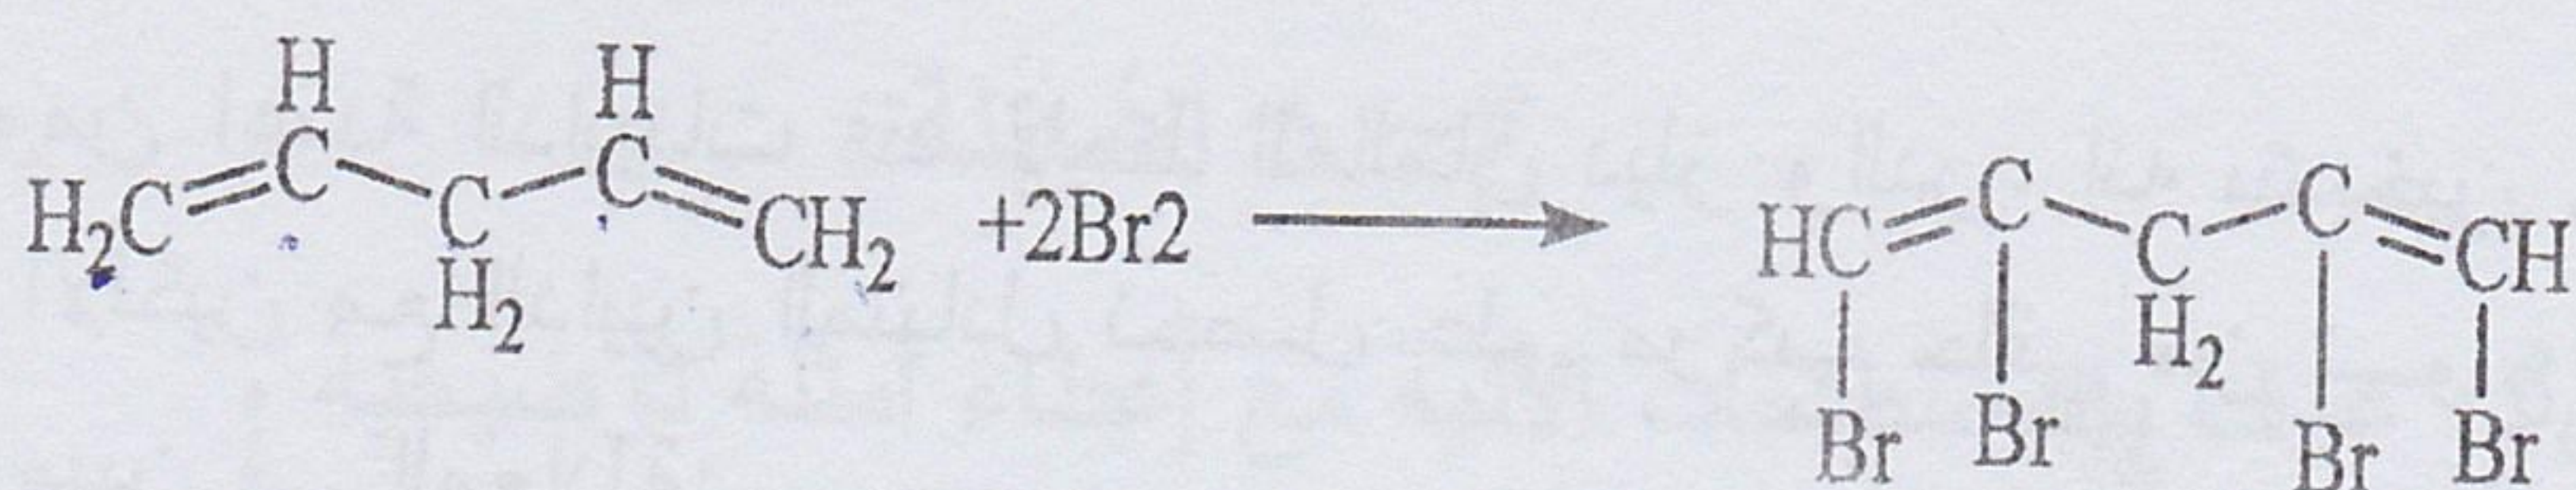 H H
H₂C C C C CH₂ +2Br2 HC C C C CH
H₂ H₂
Br Br Br Br